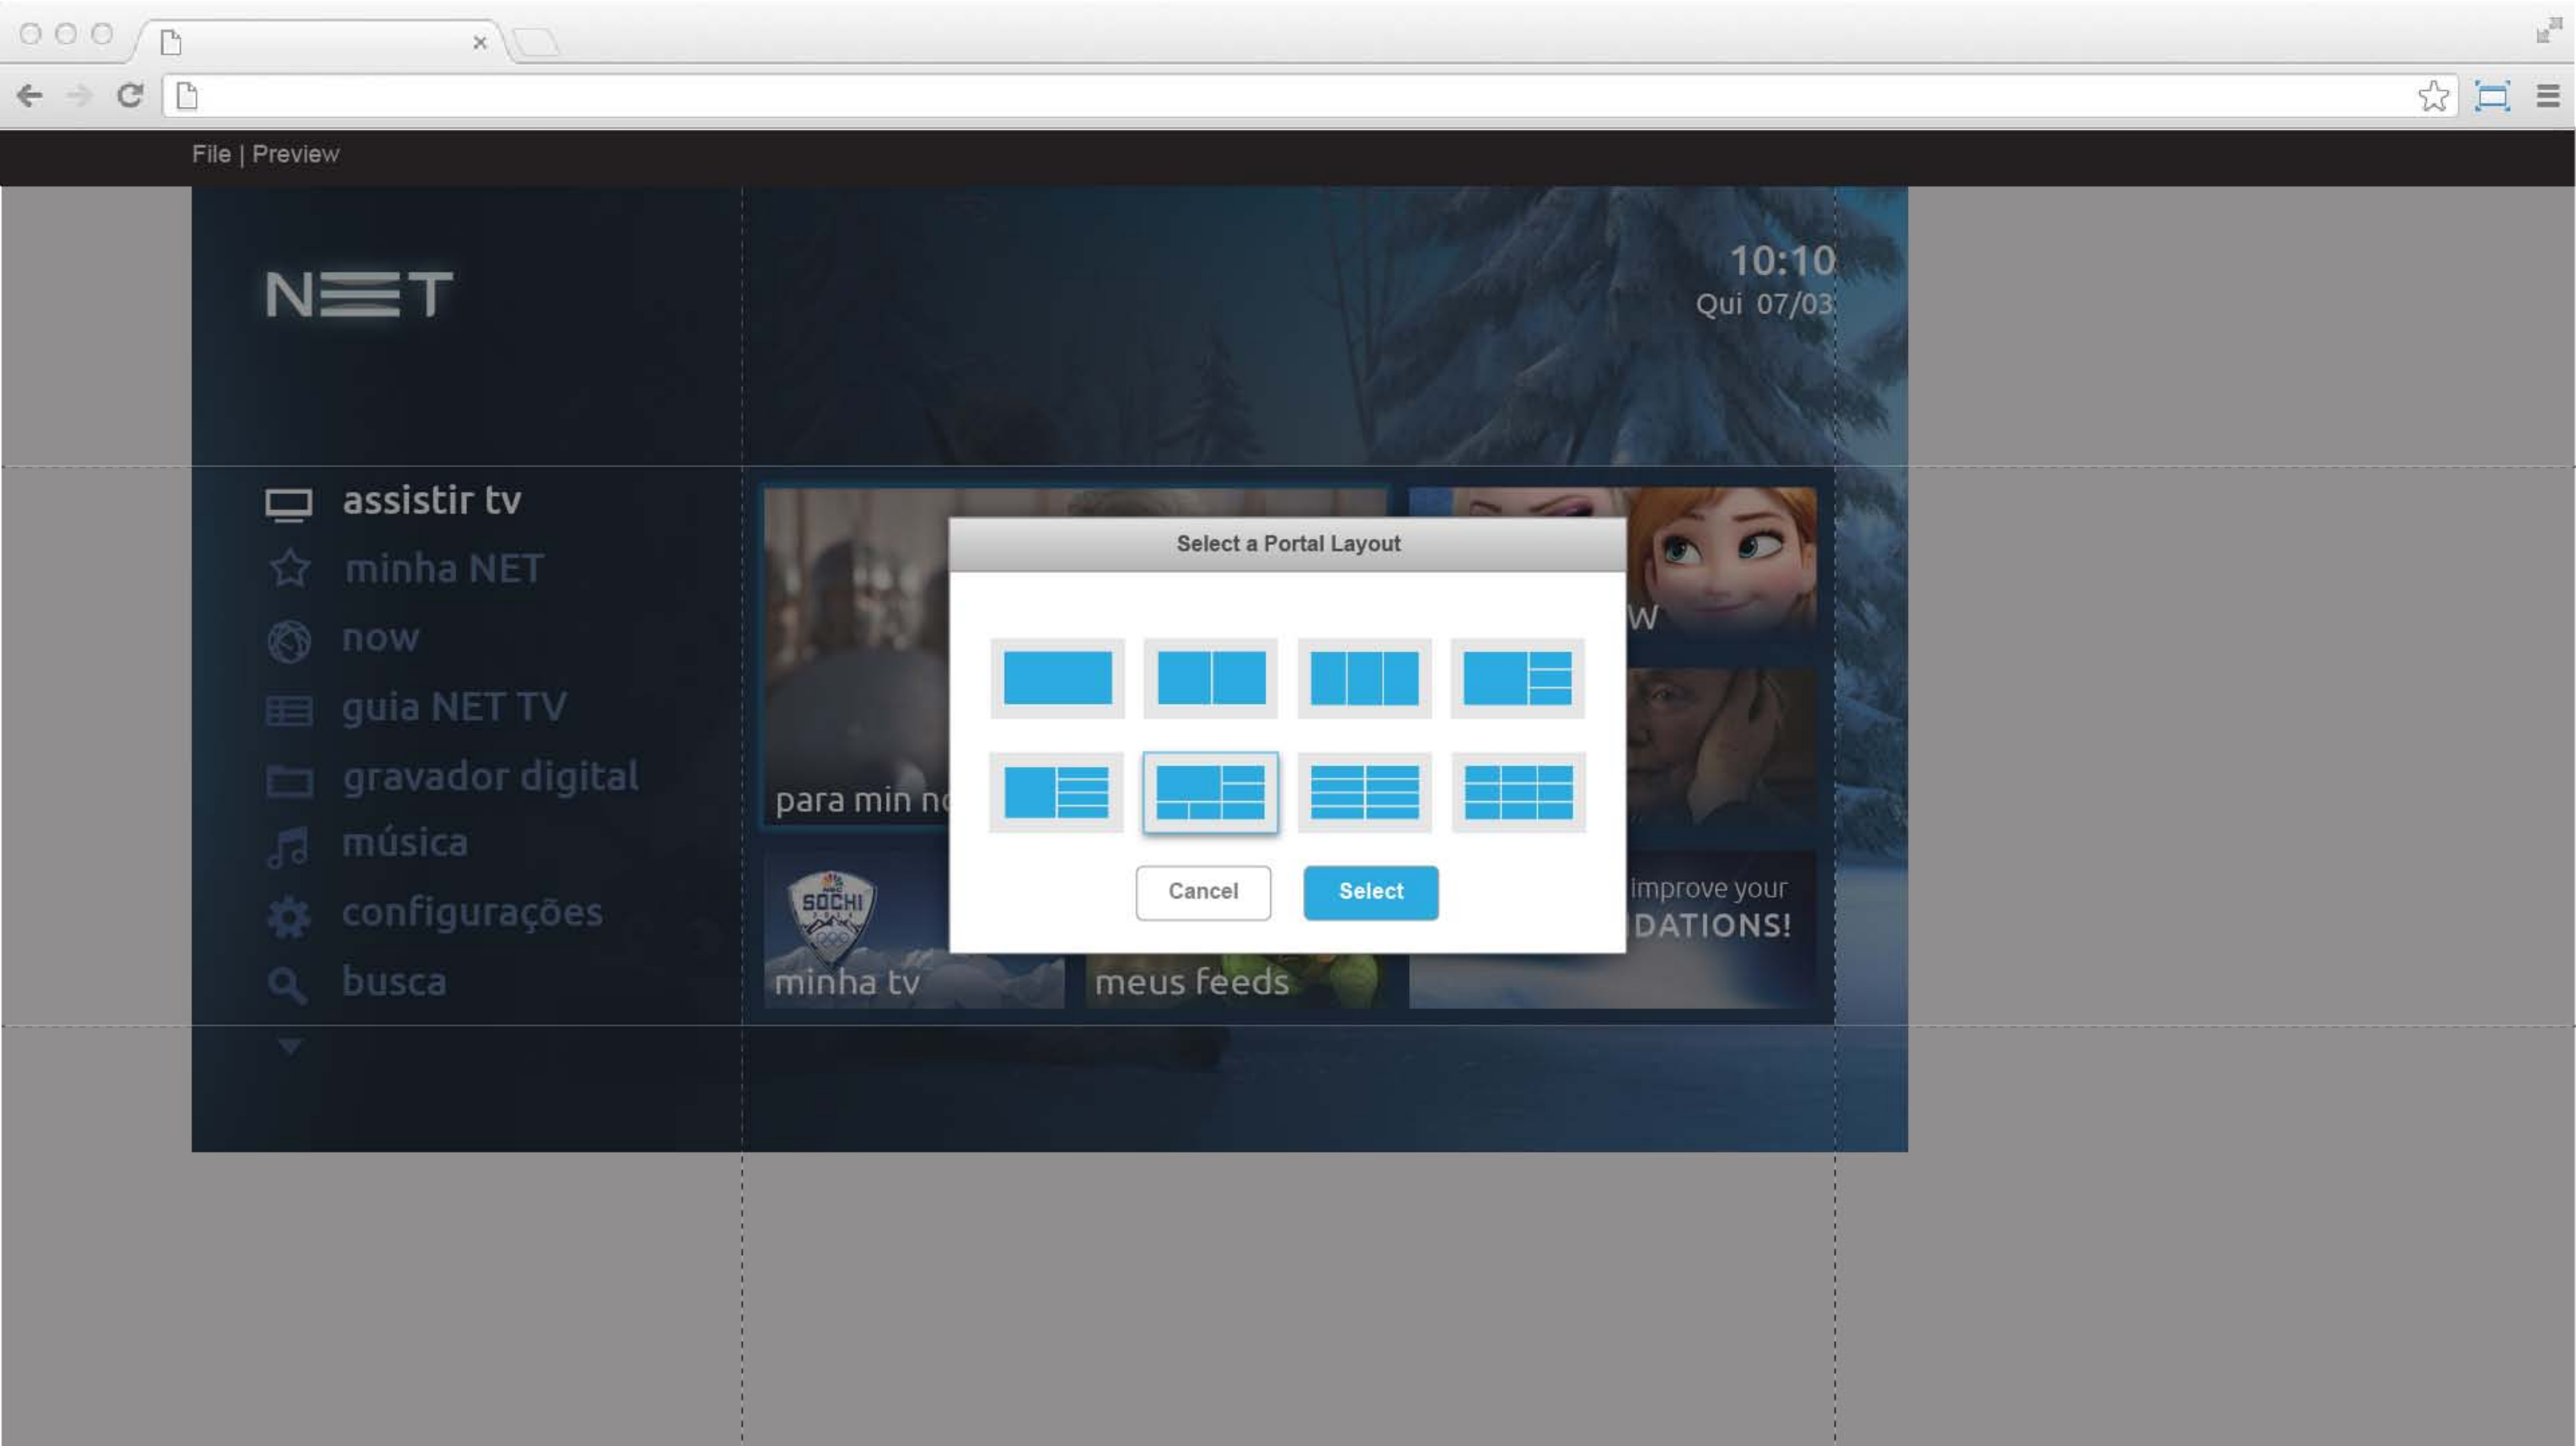 File | Preview
NET
10:10
Qui 07/03
assistir tv
minha NET
now
guia NET TV
gravador digital
música
configurações
busca
Select a Portal Layout
Cancel
Select
W
para min
improve your
DATIONS!
SOCHI
minha tv
meus feeds